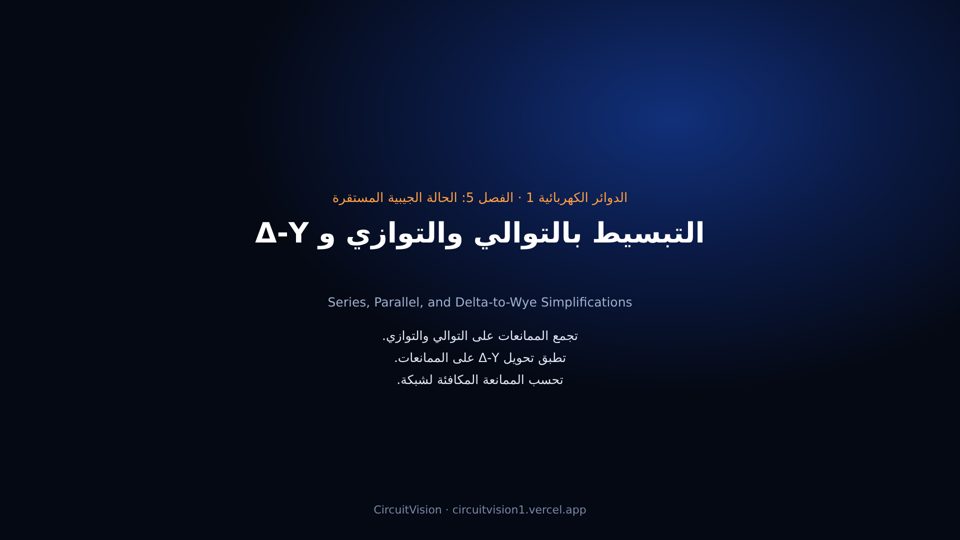 الدوائر الكهربائية 1 · الفصل 5: الحالة الجيبية المستقرة
التبسيط بالتوالي والتوازي و Δ-Y
Series, Parallel, and Delta-to-Wye Simplifications
تجمع الممانعات على التوالي والتوازي.
تطبق تحويل Δ-Y على الممانعات.
تحسب الممانعة المكافئة لشبكة.
CircuitVision · circuitvision1.vercel.app